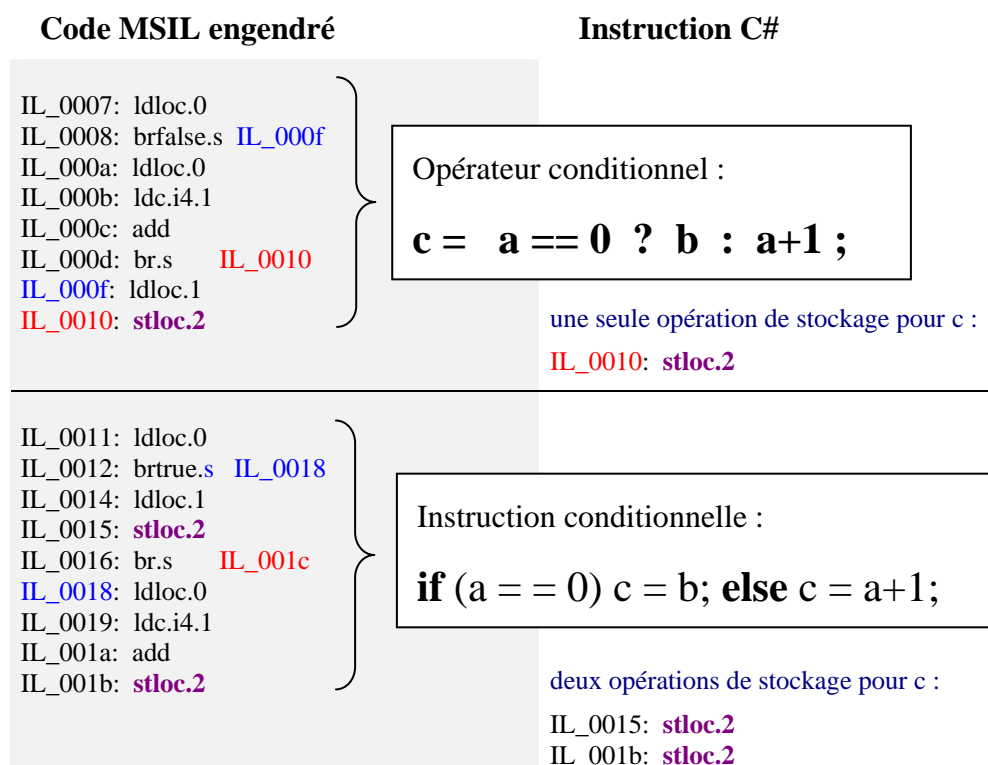 Code MSIL engendré
Instruction C#
IL_0007: ldloc.0
IL_0008: brfalse.s IL_000f
IL_000a: ldloc.0
IL_000b: ldc.i4.1
IL_000c: add
IL_000d: br.s IL_0010
IL_000f: ldloc.1
IL_0010: stloc.2
Opérateur conditionnel :
c = a == 0 ? b : a+1 ;
une seule opération de stockage pour c :
IL_0010: stloc.2
IL_0011: ldloc.0
IL_0012: brtrue.s IL_0018
IL_0014: ldloc.1
IL_0015: stloc.2
IL_0016: br.s IL_001c
IL_0018: ldloc.0
IL_0019: ldc.i4.1
IL_001a: add
IL_001b: stloc.2
Instruction conditionnelle :
if (a = = 0) c = b; else c = a+1;
deux opérations de stockage pour c :
IL_0015: stloc.2
IL_001b: stloc.2